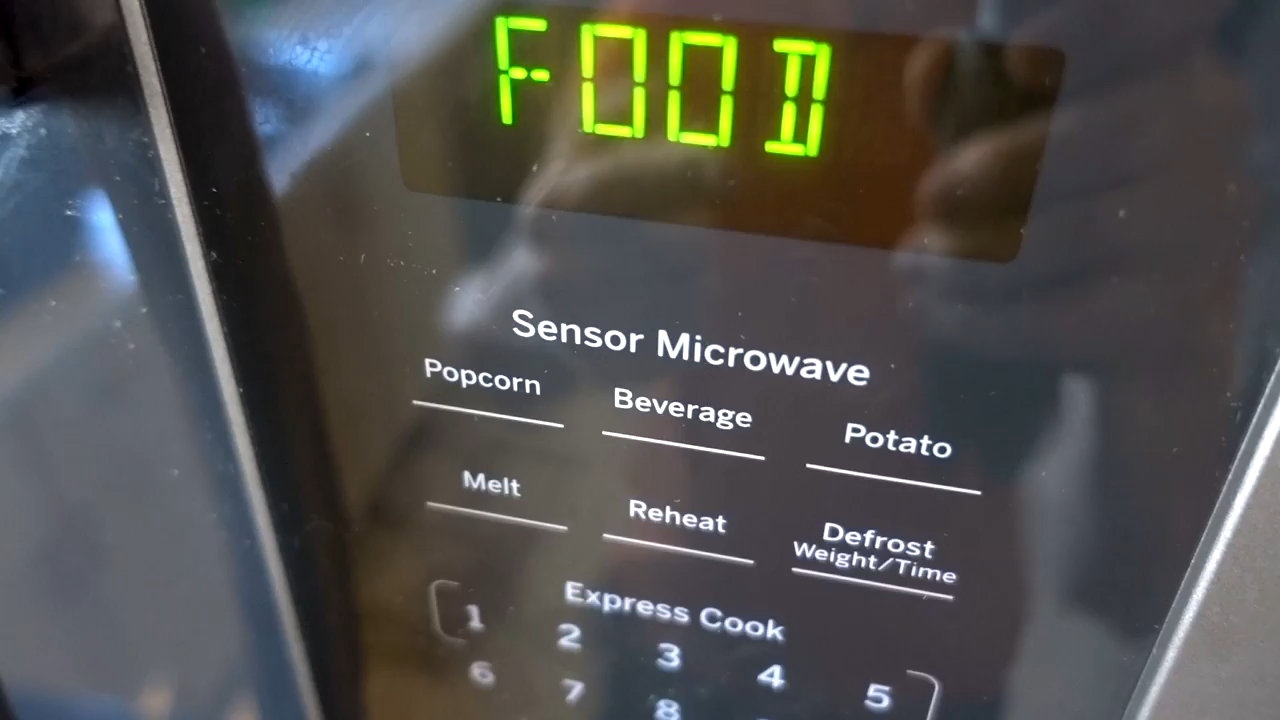 FOOD
Sensor Microwave
Popcorn Beverage Potato
Melt Reheat Defrost
Weight/Time
Express Cook
1 2 3 4 5
6 7 8